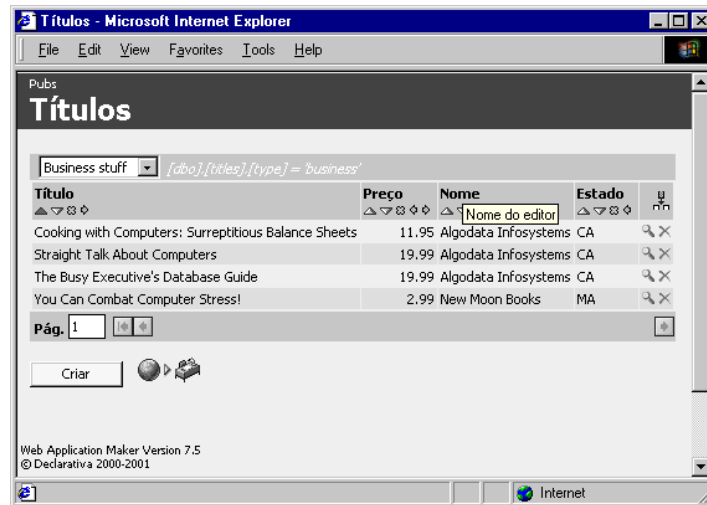 Títulos - Microsoft Internet Explorer
File Edit View Favorites Tools Help
Pubs
Títulos
Business stuff [dbo].[titles].[type] = 'business'
Título Preço Nome Estado
Nome do editor
Cooking with Computers: Surreptitious Balance Sheets 11.95 Algodata Infosystems CA
Straight Talk About Computers 19.99 Algodata Infosystems CA
The Busy Executive's Database Guide 19.99 Algodata Infosystems CA
You Can Combat Computer Stress! 2.99 New Moon Books MA
Pág. 1
Criar
Web Application Maker Version 7.5
© Declarativa 2000-2001
Internet